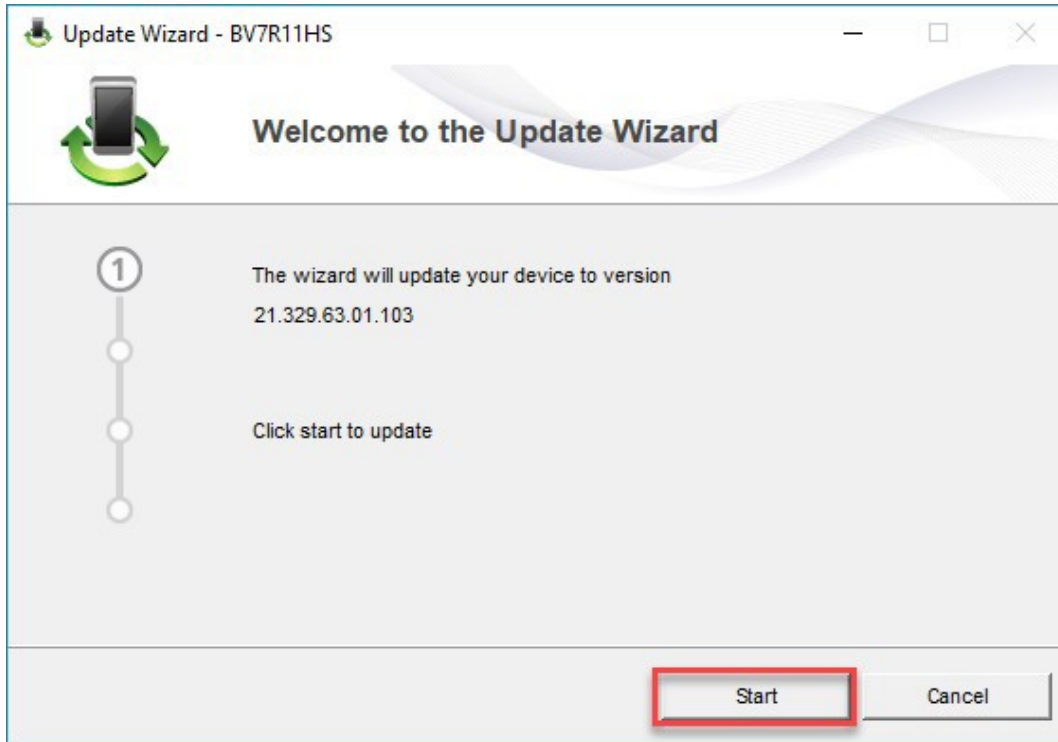 Update Wizard - BV7R11HS
Welcome to the Update Wizard
1
The wizard will update your device to version
21.329.63.01.103
Click start to update
Start
Cancel